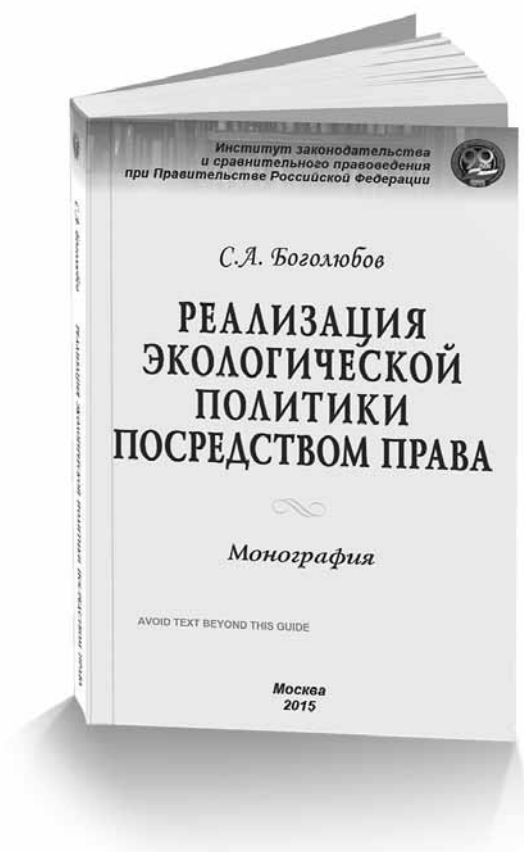 Институт законодательства
и сравнительного правоведения
при Правительстве Российской Федерации
С.А. Боголюбов
РЕАЛИЗАЦИЯ
ЭКОЛОГИЧЕСКОЙ
ПОЛИТИКИ
ПОСРЕДСТВОМ ПРАВА
Монография
AVOID TEXT BEYOND THIS GUIDE
Москва
2015